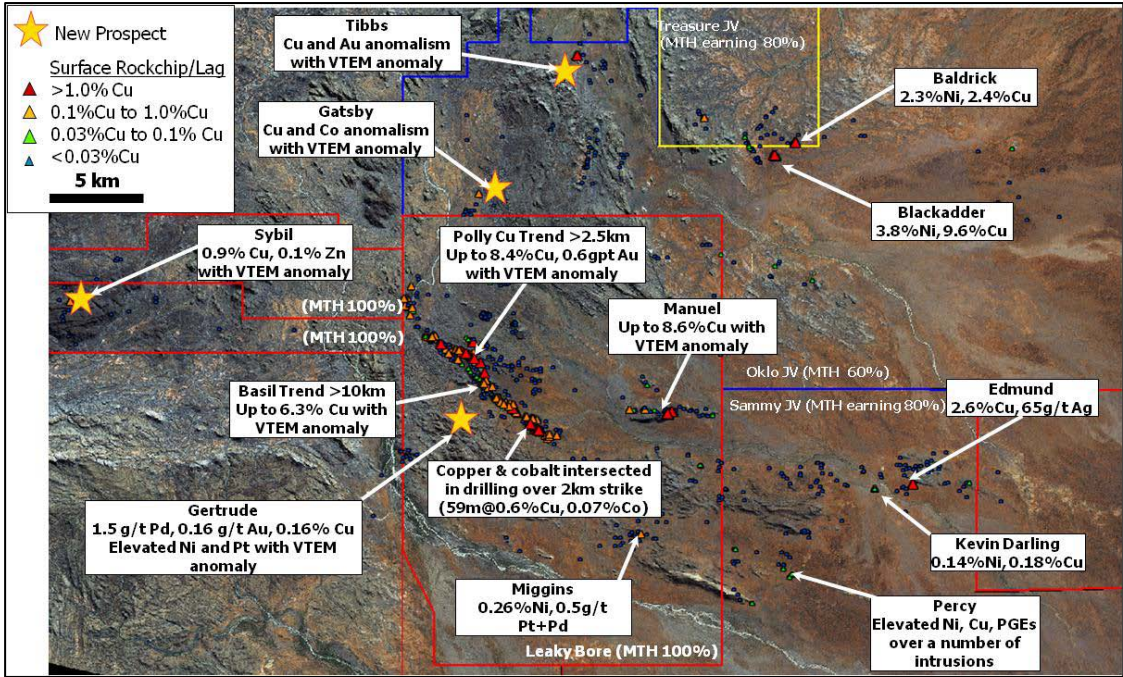 New Prospect
Surface Rockchip/Lag
>1.0% Cu
0.1%Cu to 1.0%Cu
0.03%Cu to 0.1% Cu
<0.03%Cu
5 km
Tibbs
Cu and Au anomalism
with VTEM anomaly
Treasure JV
(MTH earning 80%)
Baldrick
2.3%Ni, 2.4%Cu
Gatsby
Cu and Co anomalism
with VTEM anomaly
Blackadder
3.8%Ni, 9.6%Cu
Sybil
0.9% Cu, 0.1% Zn
with VTEM anomaly
Polly Cu Trend >2.5km
Up to 8.4%Cu, 0.6gpt Au
with VTEM anomaly
(MTH 100%)
(MTH 100%)
Manuel
Up to 8.6%Cu with
VTEM anomaly
Oklo JV (MTH 60%)
Sammy JV (MTH earning 80%)
Edmund
2.6%Cu, 65g/t Ag
Basil Trend >10km
Up to 6.3% Cu with
VTEM anomaly
Copper & cobalt intersected
in drilling over 2km strike
(59m@0.6%Cu, 0.07%Co)
Gertrude
1.5 g/t Pd, 0.16 g/t Au, 0.16% Cu
Elevated Ni and Pt with VTEM
anomaly
Kevin Darling
0.14%Ni, 0.18%Cu
Miggins
0.26%Ni, 0.5g/t
Pt+Pd
Percy
Elevated Ni, Cu, PGEs
over a number of
intrusions
Leaky Bore (MTH 100%)